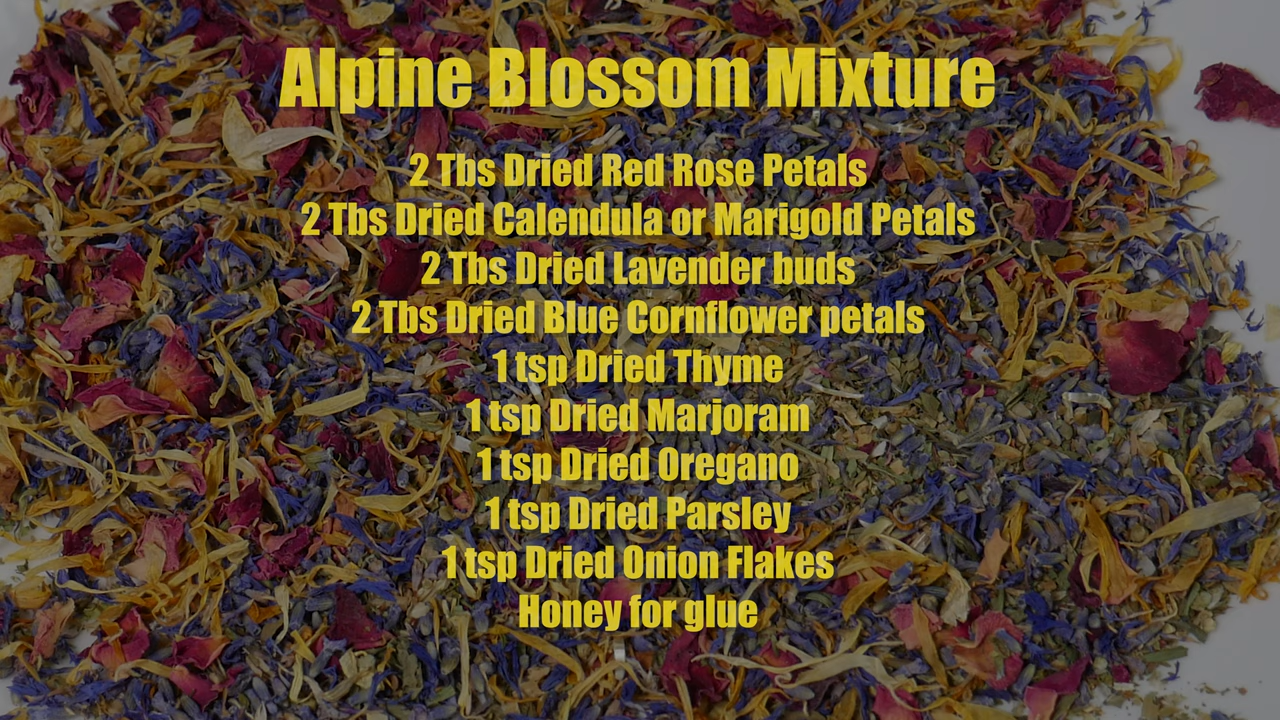 Alpine Blossom Mixture
2 Tbs Dried Red Rose Petals
2 Tbs Dried Calendula or Marigold Petals
2 Tbs Dried Lavender buds
2 Tbs Dried Blue Cornflower petals
1 tsp Dried Thyme
1 tsp Dried Marjoram
1 tsp Dried Oregano
1 tsp Dried Parsley
1 tsp Dried Onion Flakes
Honey for glue